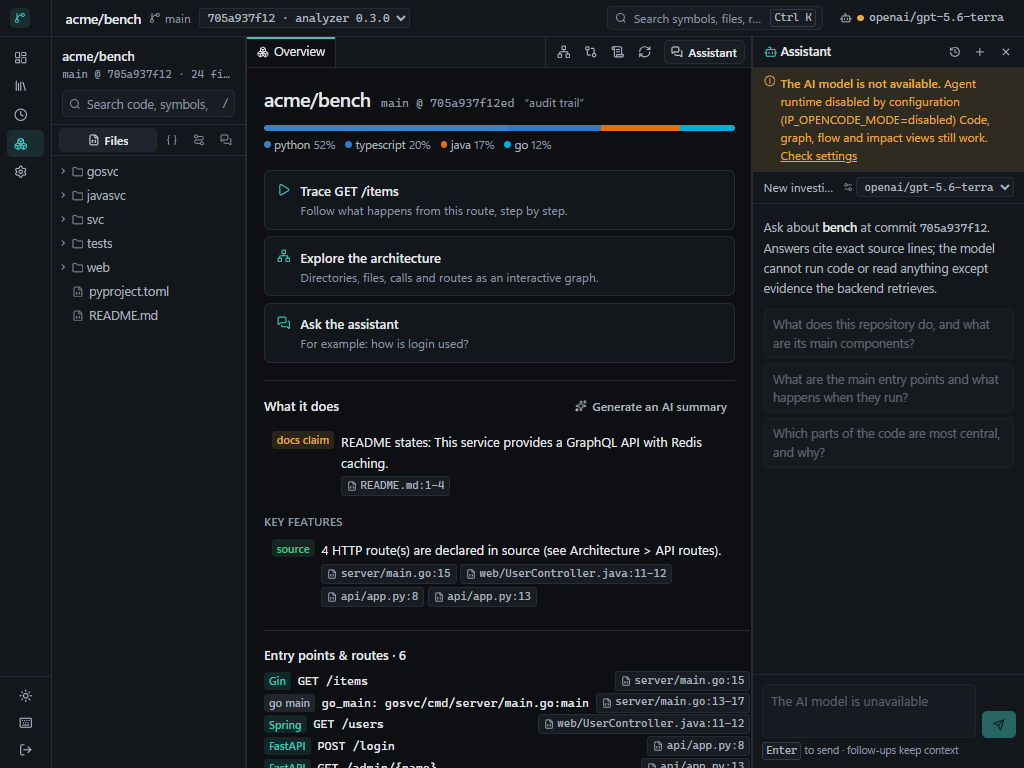 acme/bench main 705a937f12 · analyzer 0.3.0 Search symbols, files, r... Ctrl K openai/gpt-5.6-terra
acme/bench
main @ 705a937f12 · 24 fi…
Search code, symbols, /
Files { }
gosvc
javasvc
svc
tests
web
pyproject.toml
README.md
Overview Assistant
acme/bench main @ 705a937f12ed “audit trail”
python 52% typescript 20% java 17% go 12%
Trace GET /items
Follow what happens from this route, step by step.
Explore the architecture
Directories, files, calls and routes as an interactive graph.
Ask the assistant
For example: how is login used?
What it does Generate an AI summary
docs claim README states: This service provides a GraphQL API with Redis
caching.
README.md:1–4
KEY FEATURES
source 4 HTTP route(s) are declared in source (see Architecture > API routes).
server/main.go:15 web/UserController.java:11–12
api/app.py:8 api/app.py:13
Entry points & routes · 6
Gin GET /items server/main.go:15
go main go_main: gosvc/cmd/server/main.go:main server/main.go:13–17
Spring GET /users web/UserController.java:11–12
FastAPI POST /login api/app.py:8
FastAPI GET /admin/{name} api/app.py:13
Assistant
The AI model is not available. Agent
runtime disabled by configuration
(IP_OPENCODE_MODE=disabled) Code,
graph, flow and impact views still work.
Check settings
New investi… openai/gpt-5.6-terra
Ask about bench at commit 705a937f12.
Answers cite exact source lines; the model
cannot run code or read anything except
evidence the backend retrieves.
What does this repository do, and what
are its main components?
What are the main entry points and what
happens when they run?
Which parts of the code are most central,
and why?
The AI model is unavailable
Enter to send · follow-ups keep context